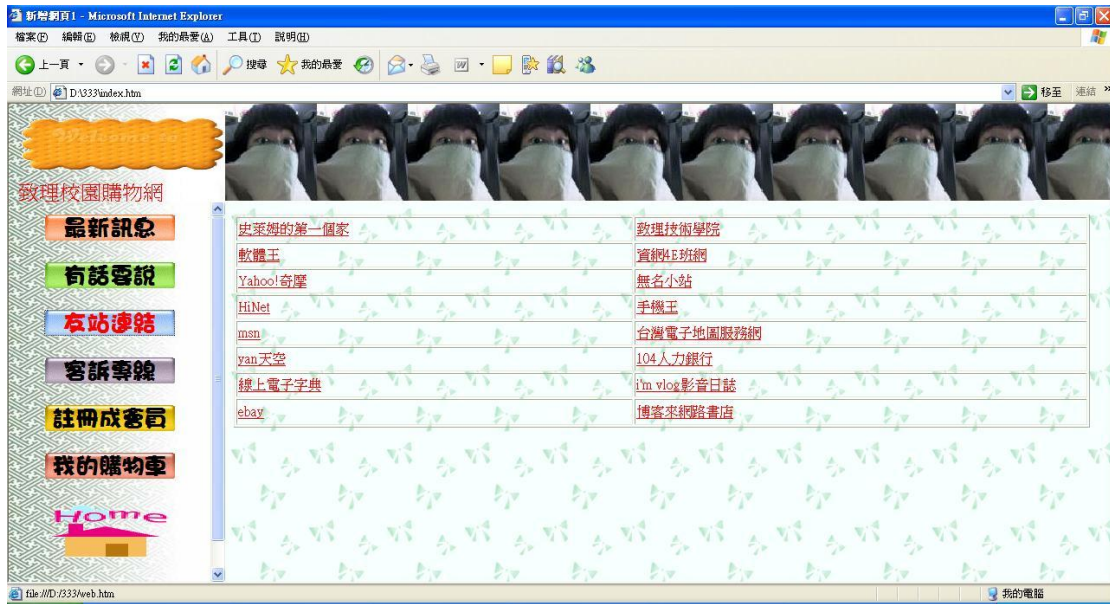 新增網頁1 - Microsoft Internet Explorer
檔案(F) 編輯(E) 檢視(V) 我的最愛(A) 工具(T) 說明(H)
上一頁 搜尋 我的最愛
網址(D) D:\333\index.htm 移至 連結 »
Welcome to
致理校園購物網
最新訊息
有話要說
友站連結
客訴專線
註冊成會員
我的購物車
Home
史萊姆的第一個家 致理技術學院
軟體王 資網4E班網
Yahoo!奇摩 無名小站
HiNet 手機王
msn 台灣電子地圖服務網
yan天空 104人力銀行
線上電子字典 i'm vlog影音日誌
ebay 博客來網路書店
file:///D:/333/web.htm 我的電腦